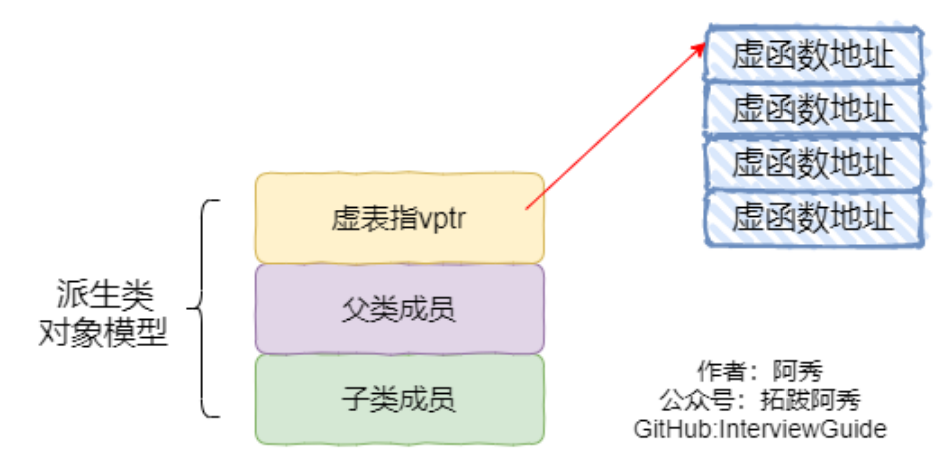 虚函数地址
虚函数地址
虚函数地址
虚函数地址
虚表指vptr
父类成员
子类成员
派生类
对象模型
作者：阿秀
公众号：拓跋阿秀
GitHub:InterviewGuide